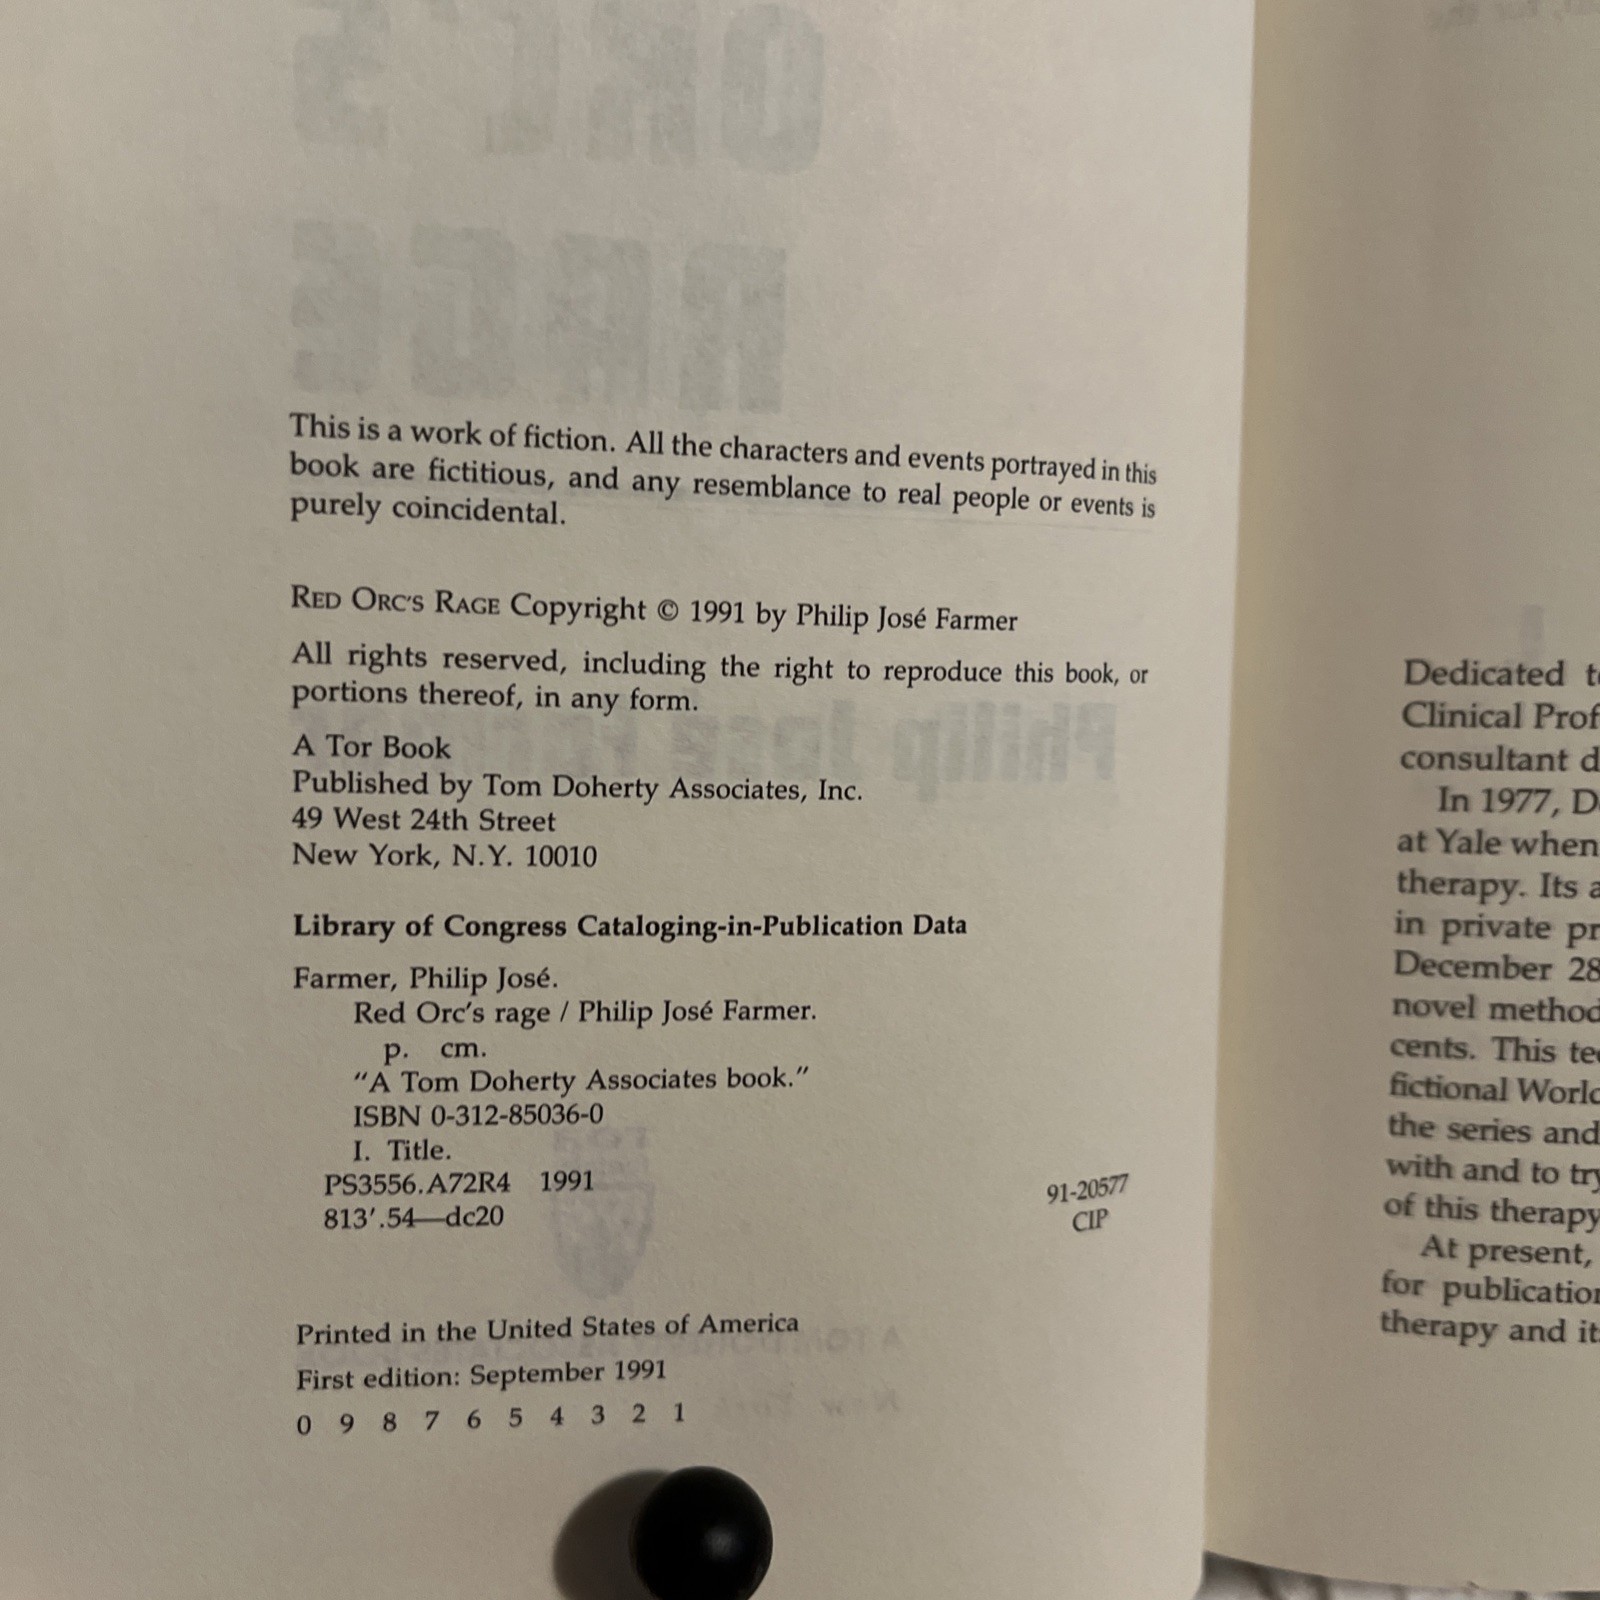 This is a work of fiction. All the characters and events portrayed in this
book are fictitious, and any resemblance to real people or events is
purely coincidental.
RED ORC'S RAGE Copyright © 1991 by Philip José Farmer
All rights reserved, including the right to reproduce this book, or
portions thereof, in any form.
A Tor Book
Published by Tom Doherty Associates, Inc.
49 West 24th Street
New York, N.Y. 10010
Library of Congress Cataloging-in-Publication Data
Farmer, Philip José.
Red Orc's rage / Philip José Farmer.
p. cm.
"A Tom Doherty Associates book."
ISBN 0-312-85036-0
I. Title.
PS3556.A72R4 1991
813'.54—dc20
91-20577
CIP
Printed in the United States of America
First edition: September 1991
0 9 8 7 6 5 4 3 2 1
Dedicated
Clinical
consultant
In 1977,
at Yale when
therapy. Its
in private
December 28
novel
cents. This
fictional
the series and
with and to
of this therapy
At present,
for
therapy and